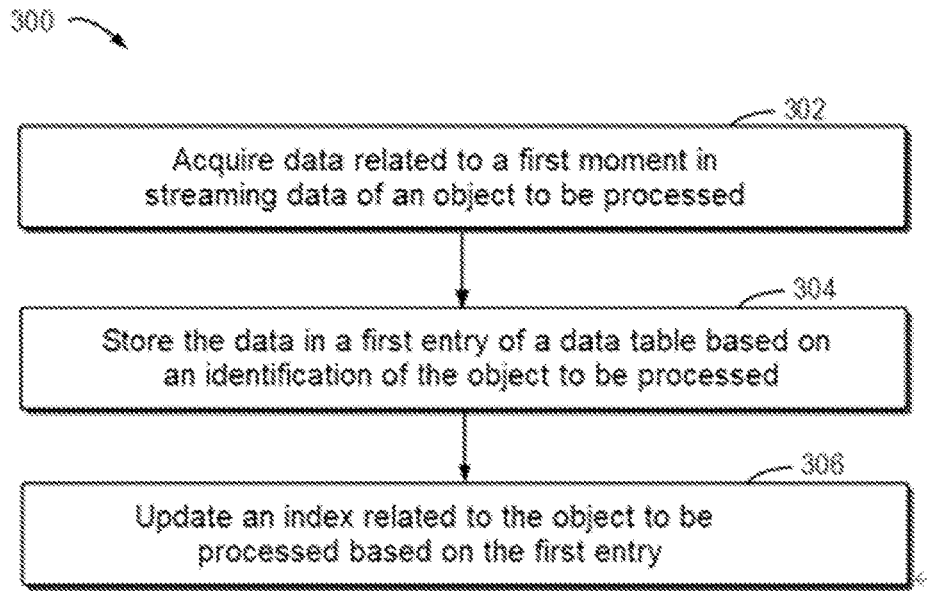 300
302
Acquire data related to a first moment in
streaming data of an object to be processed
304
Store the data in a first entry of a data table based on
an identification of the object to be processed
306
Update an index related to the object to be
processed based on the first entry